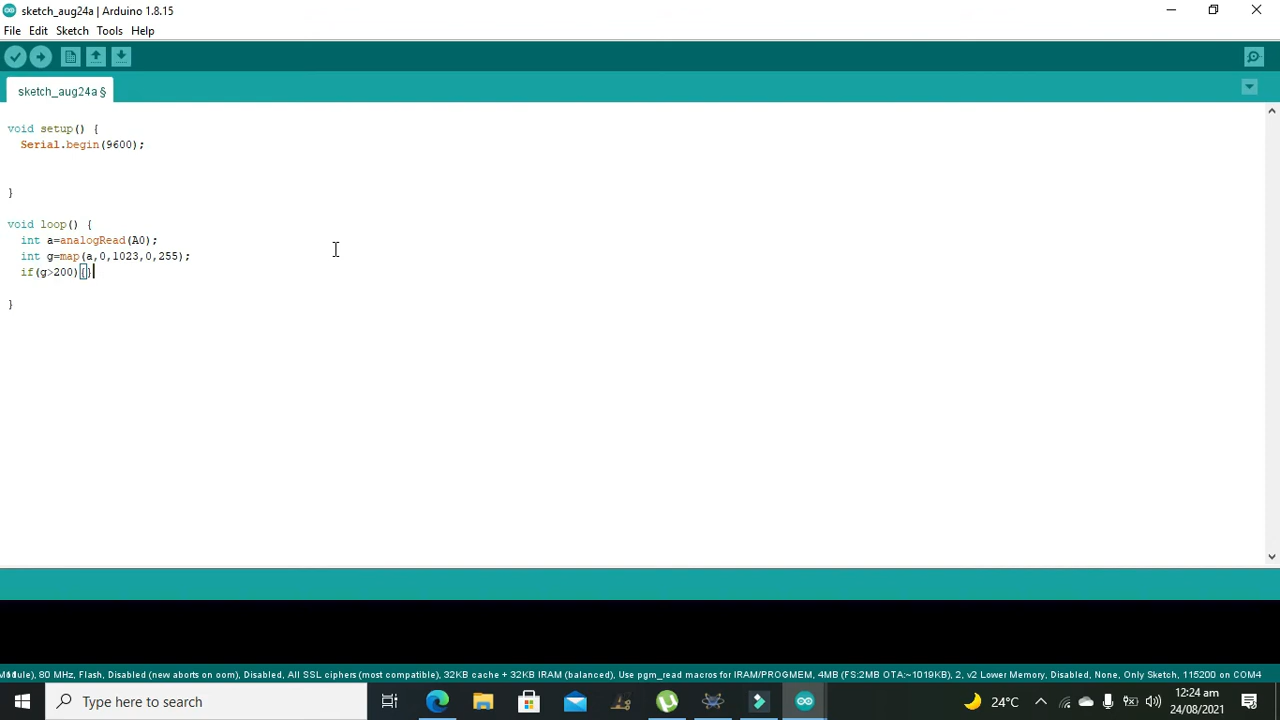 sketch_aug24a | Arduino 1.8.15
File Edit Sketch Tools Help
sketch_aug24a §
void setup() {
Serial.begin(9600);
}
void loop() {
int a=analogRead(A0);
int g=map(a,0,1023,0,255);
if(g>200){}
}
dule), 80 MHz, Flash, Disabled (new aborts on oom), Disabled, All SSL ciphers (most compatible), 32KB cache + 32KB IRAM (balanced), Use pgm_read macros for IRAM/PROGMEM, 4MB (FS:2MB OTA:~1019KB), 2, v2 Lower Memory, Disabled, None, Only Sketch, 115200 on COM4
Type here to search
24°C
12:24 am
24/08/2021